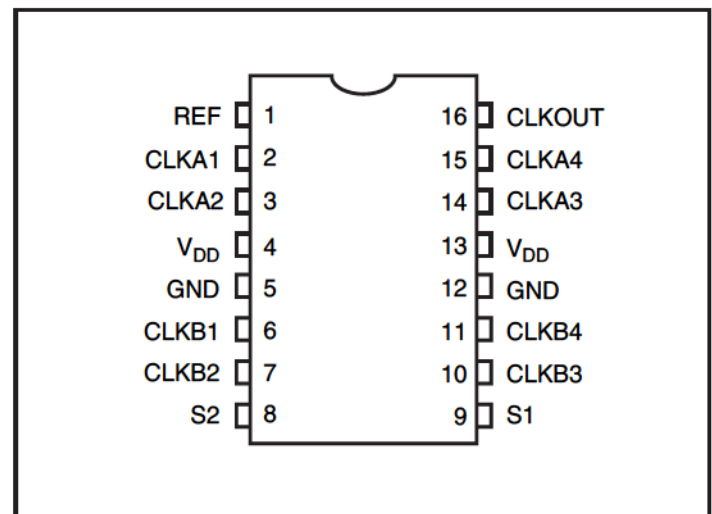 REF 1 16 CLKOUT
CLKA1 2 15 CLKA4
CLKA2 3 14 CLKA3
VDD 4 13 VDD
GND 5 12 GND
CLKB1 6 11 CLKB4
CLKB2 7 10 CLKB3
S2 8 9 S1